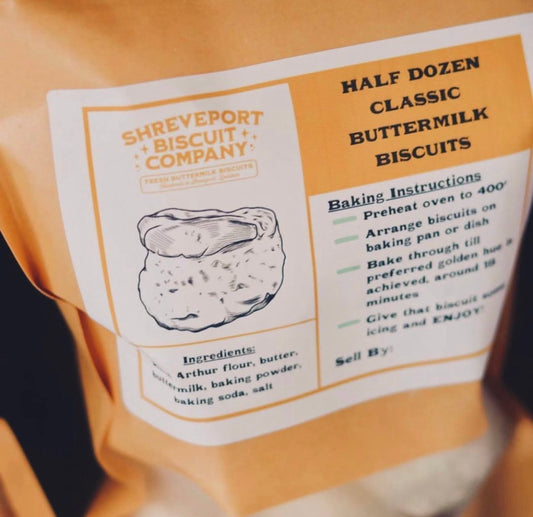 SHREVEPORT
BISCUIT
COMPANY
FRESH BUTTERMILK BISCUITS
Ingredients:
Arthur flour, butter,
buttermilk, baking powder,
baking soda, salt
HALF DOZEN
CLASSIC
BUTTERMILK
BISCUITS
Baking Instructions
Preheat oven to 400°
Arrange biscuits on
baking pan or dish
Bake through till
preferred golden hue is
achieved, around 18
minutes
Give that biscuit some
icing and ENJOY!
Sell By: